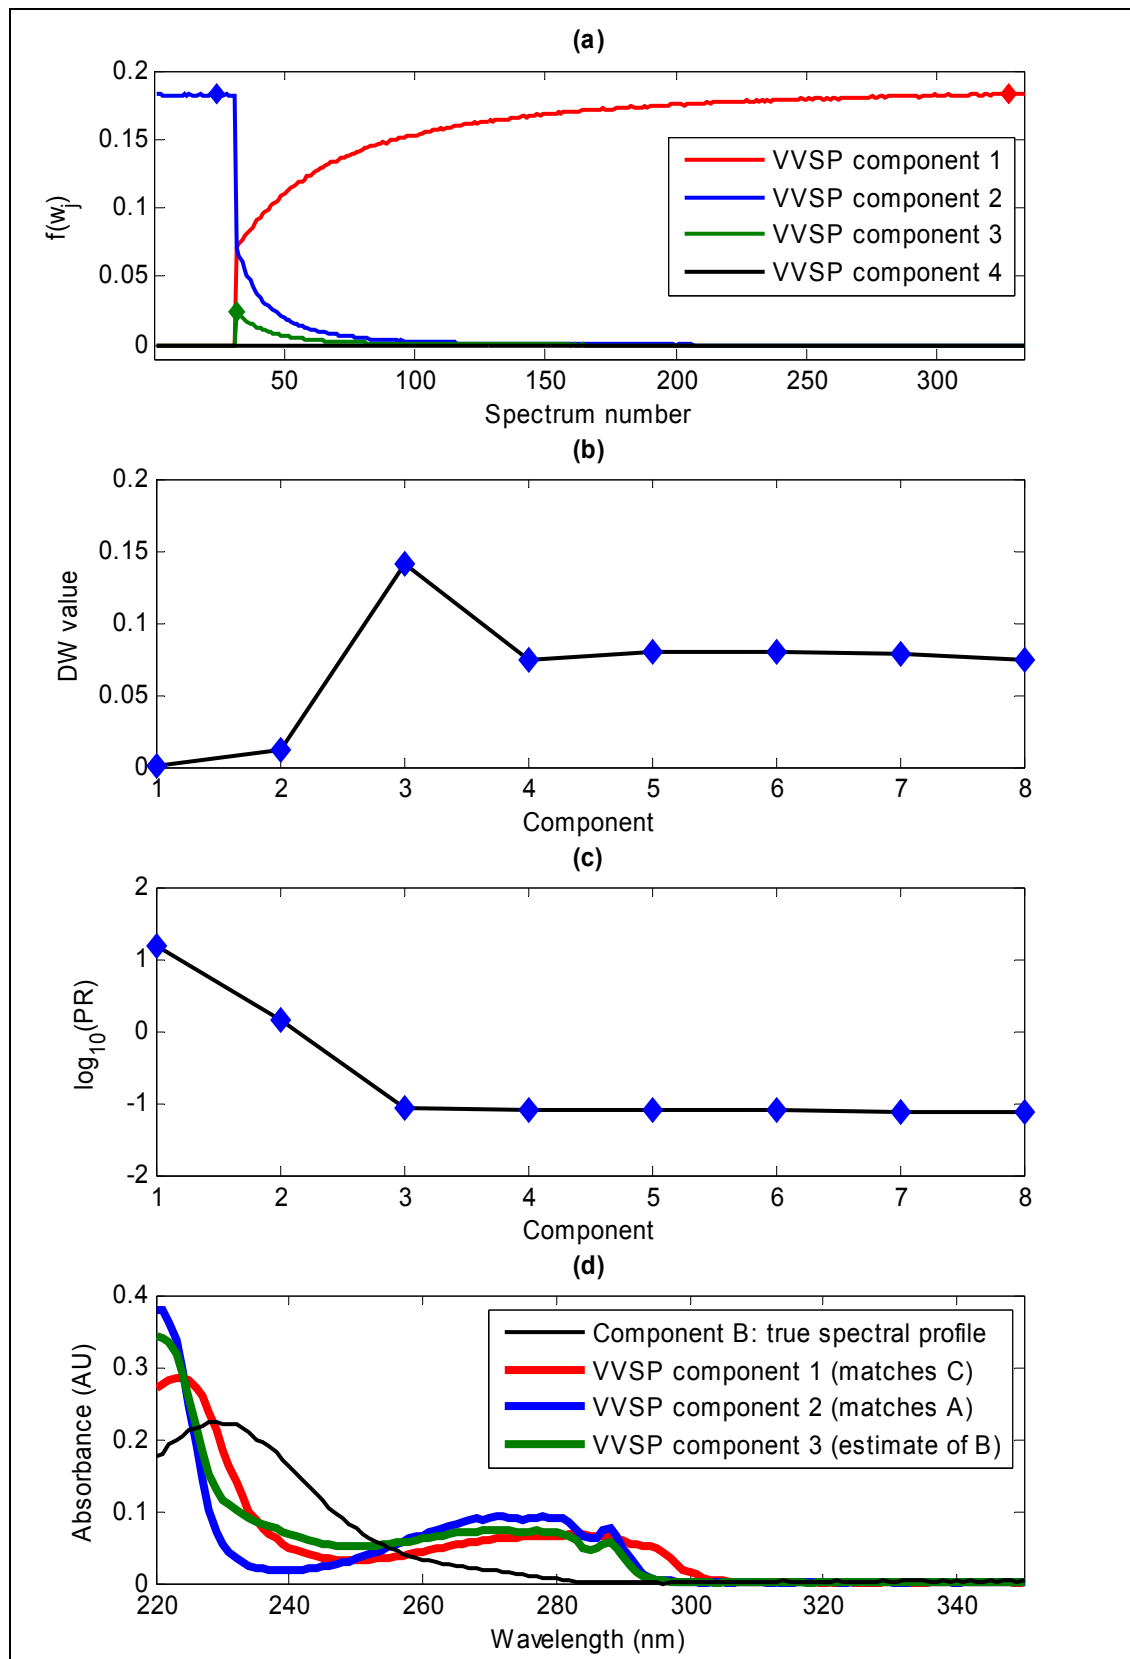 (a)
0.2
0.15
0.1
0.05
0
f(wj)
VVSP component 1
VVSP component 2
VVSP component 3
VVSP component 4
50 100 150 200 250 300
Spectrum number
(b)
0.2
0.15
0.1
0.05
0
DW value
1 2 3 4 5 6 7 8
Component
(c)
2
1
0
-1
-2
log10(PR)
1 2 3 4 5 6 7 8
Component
(d)
0.4
0.3
0.2
0.1
0
Absorbance (AU)
Component B: true spectral profile
VVSP component 1 (matches C)
VVSP component 2 (matches A)
VVSP component 3 (estimate of B)
220 240 260 280 300 320 340
Wavelength (nm)